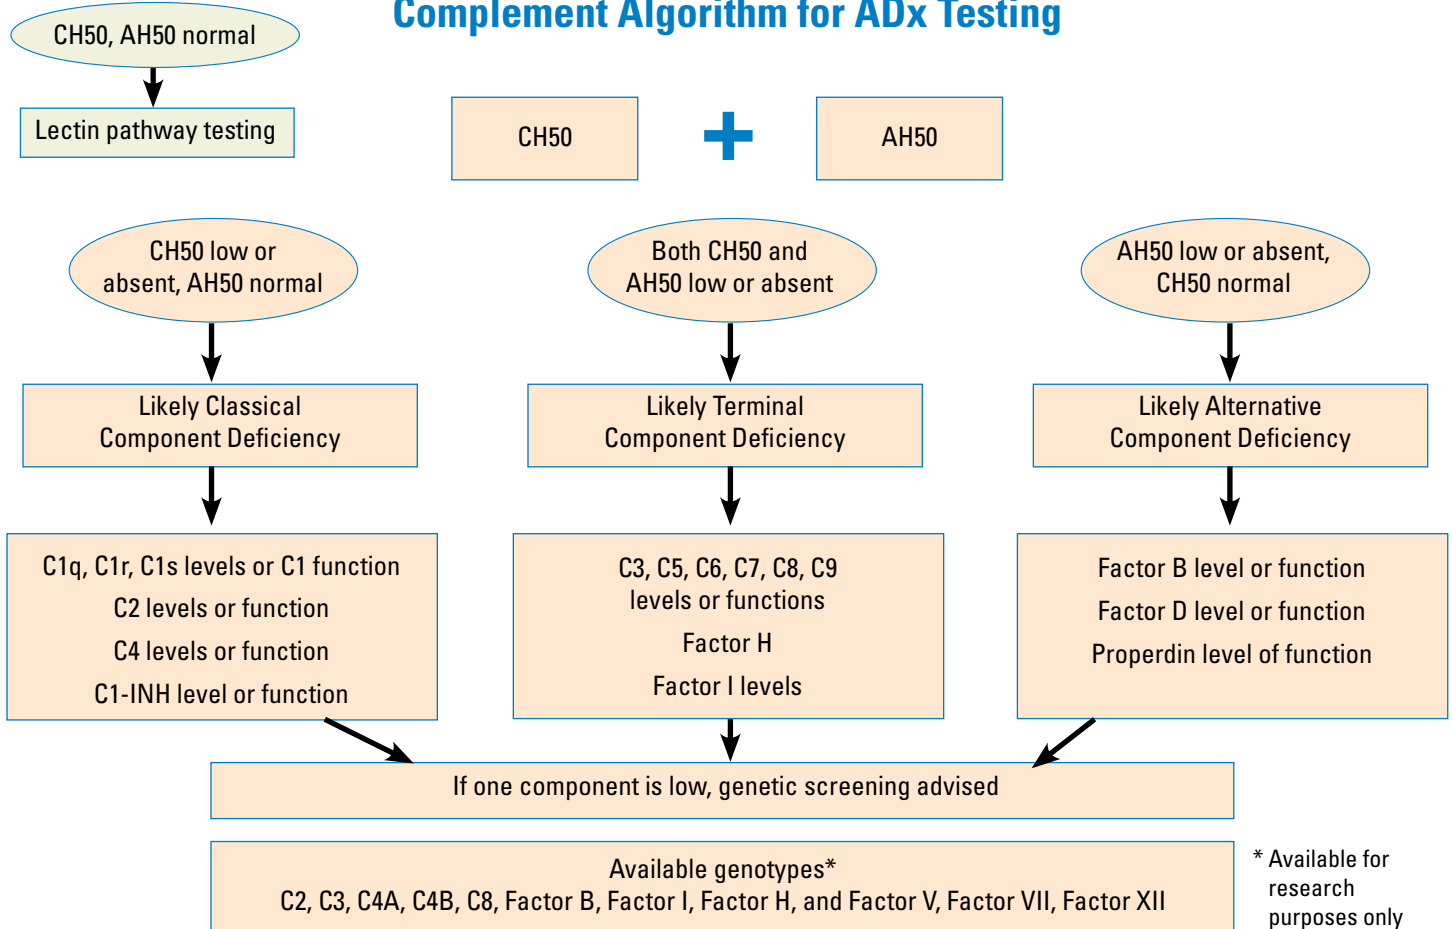 Complement Algorithm for ADx Testing
CH50, AH50 normal
Lectin pathway testing
CH50
+
AH50
CH50 low or
absent, AH50 normal
Both CH50 and
AH50 low or absent
AH50 low or absent,
CH50 normal
Likely Classical
Component Deficiency
Likely Terminal
Component Deficiency
Likely Alternative
Component Deficiency
C1q, C1r, C1s levels or C1 function
C2 levels or function
C4 levels or function
C1-INH level or function
C3, C5, C6, C7, C8, C9
levels or functions
Factor H
Factor I levels
Factor B level or function
Factor D level or function
Properdin level of function
If one component is low, genetic screening advised
Available genotypes*
C2, C3, C4A, C4B, C8, Factor B, Factor I, Factor H, and Factor V, Factor VII, Factor XII
* Available for
research
purposes only